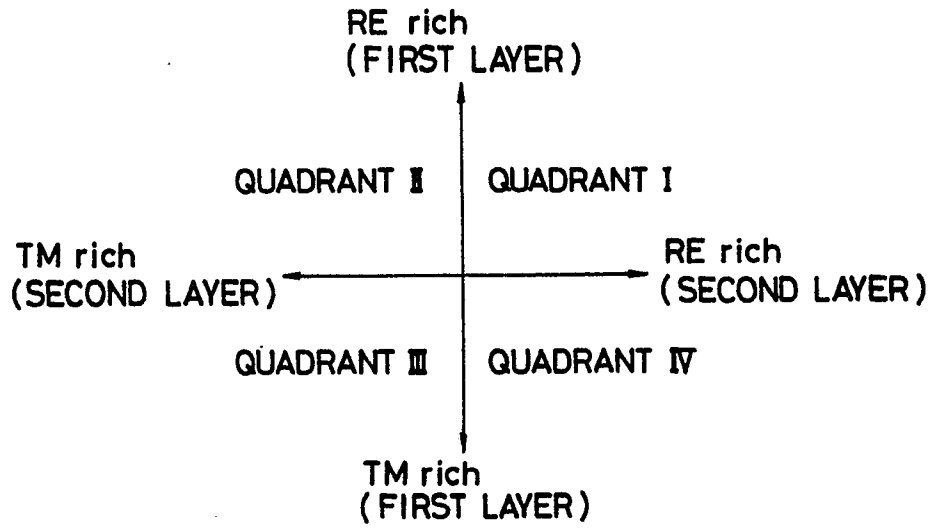 RE rich
(FIRST LAYER)
QUADRANT II QUADRANT I
TM rich
(SECOND LAYER)
RE rich
(SECOND LAYER)
QUADRANT III QUADRANT IV
TM rich
(FIRST LAYER)